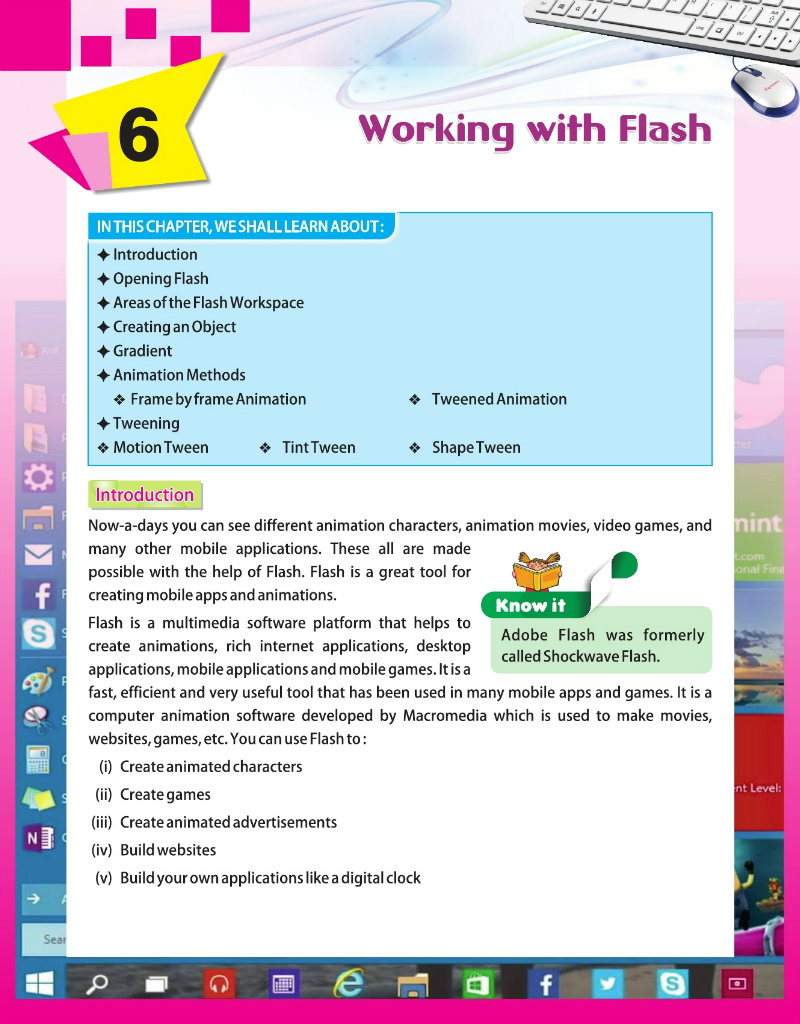 6
Working with Flash
IN THIS CHAPTER, WE SHALL LEARN ABOUT :
✦ Introduction
✦ Opening Flash
✦ Areas of the Flash Workspace
✦ Creating an Object
✦ Gradient
✦ Animation Methods
❖ Frame by frame Animation ❖ Tweened Animation
✦ Tweening
❖ Motion Tween ❖ Tint Tween ❖ Shape Tween
Introduction
Now-a-days you can see different animation characters, animation movies, video games, and
many other mobile applications. These all are made
possible with the help of Flash. Flash is a great tool for
creating mobile apps and animations.
Know it
Adobe Flash was formerly
called Shockwave Flash.
Flash is a multimedia software platform that helps to
create animations, rich internet applications, desktop
applications, mobile applications and mobile games. It is a
fast, efficient and very useful tool that has been used in many mobile apps and games. It is a
computer animation software developed by Macromedia which is used to make movies,
websites, games, etc. You can use Flash to :
(i) Create animated characters
(ii) Create games
(iii) Create animated advertisements
(iv) Build websites
(v) Build your own applications like a digital clock
mint
t.com
onal Fina
nt Level:
Sear